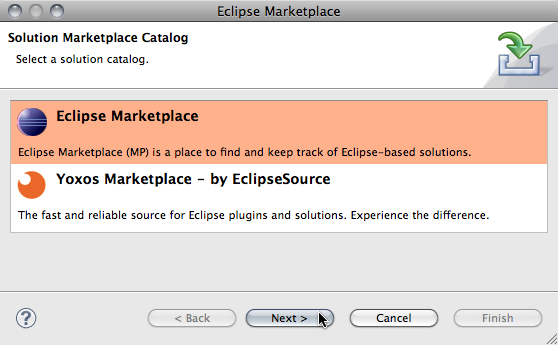 Eclipse Marketplace
Solution Marketplace Catalog
Select a solution catalog.
Eclipse Marketplace
Eclipse Marketplace (MP) is a place to find and keep track of Eclipse-based solutions.
Yoxos Marketplace - by EclipseSource
The fast and reliable source for Eclipse plugins and solutions. Experience the difference.
? < Back Next > Cancel Finish